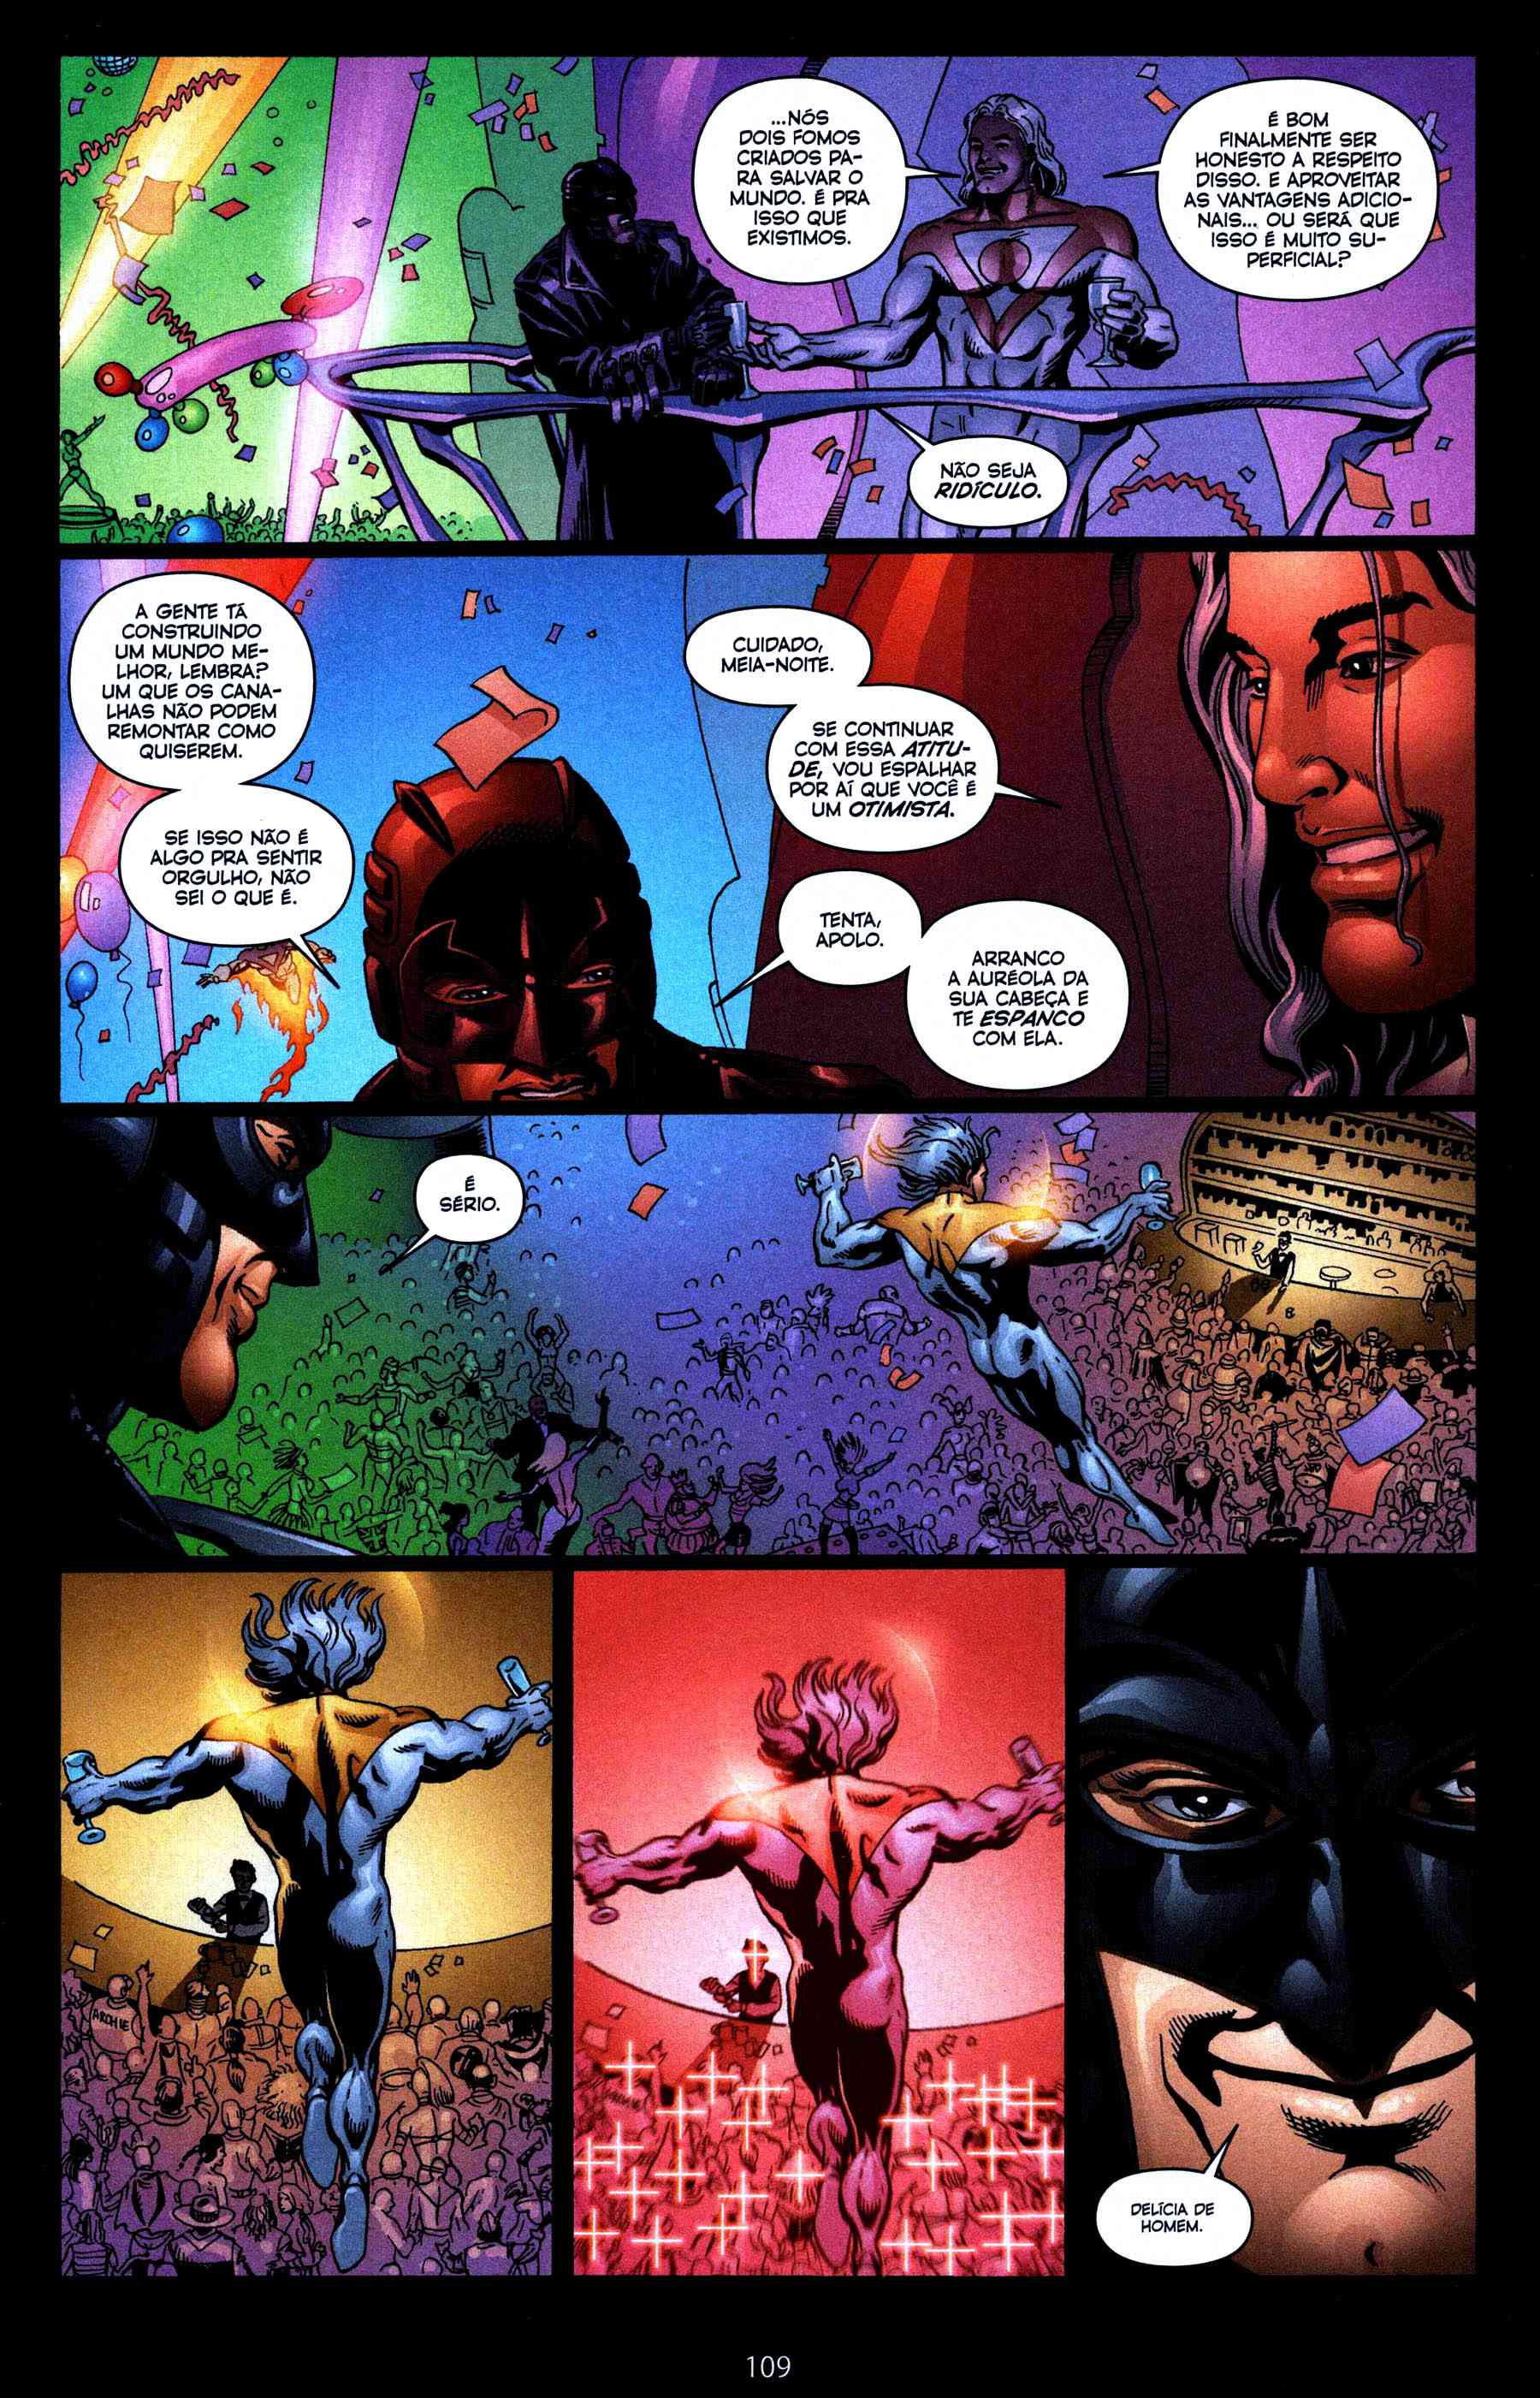 ...NÓS
DOIS FOMOS
CRIADOS PA-
RA SALVAR O
MUNDO. É PRA
ISSO QUE
EXISTIMOS.
É BOM
FINALMENTE SER
HONESTO A RESPEITO
DISSO. E APROVEITAR
AS VANTAGENS ADICIO-
NAIS... OU SERÁ QUE
ISSO É MUITO SU-
PERFICIAL?
NÃO SEJA
RIDÍCULO.
A GENTE TÁ
CONSTRUINDO
UM MUNDO ME-
LHOR, LEMBRA?
UM QUE OS CANA-
LHAS NÃO PODEM
REMONTAR COMO
QUISEREM.
SE ISSO NÃO É
ALGO PRA SENTIR
ORGULHO, NÃO
SEI O QUE É.
CUIDADO,
MEIA-NOITE.
SE CONTINUAR
COM ESSA ATITU-
DE, VOU ESPALHAR
POR AÍ QUE VOCÊ É
UM OTIMISTA.
TENTA,
APOLO.
ARRANCO
A AURÉOLA DA
SUA CABEÇA E
TE ESPANCO
COM ELA.
É
SÉRIO.
ARCHIE
DELÍCIA DE
HOMEM.
109